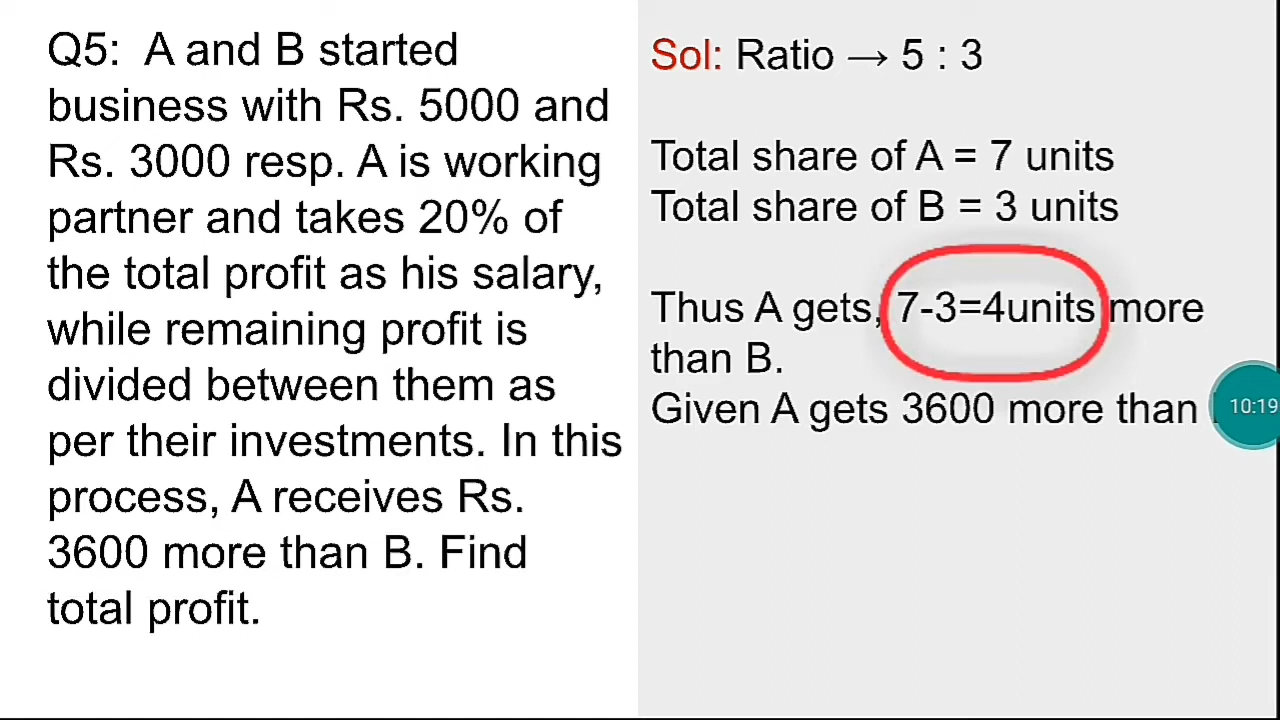 Q5: A and B started
business with Rs. 5000 and
Rs. 3000 resp. A is working
partner and takes 20% of
the total profit as his salary,
while remaining profit is
divided between them as
per their investments. In this
process, A receives Rs.
3600 more than B. Find
total profit.
Sol: Ratio → 5 : 3
Total share of A = 7 units
Total share of B = 3 units
Thus A gets, 7-3=4units more
than B.
Given A gets 3600 more than
10:19